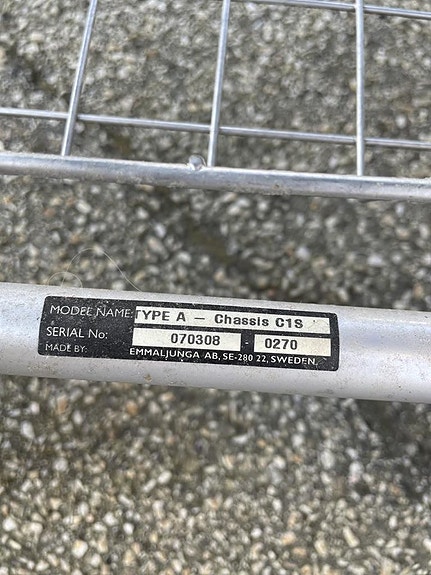 MODEL NAME: TYPE A - Chassis C1S
SERIAL No: 070308 - 0270
MADE BY: EMMALJUNGA AB, SE-280 22, SWEDEN.